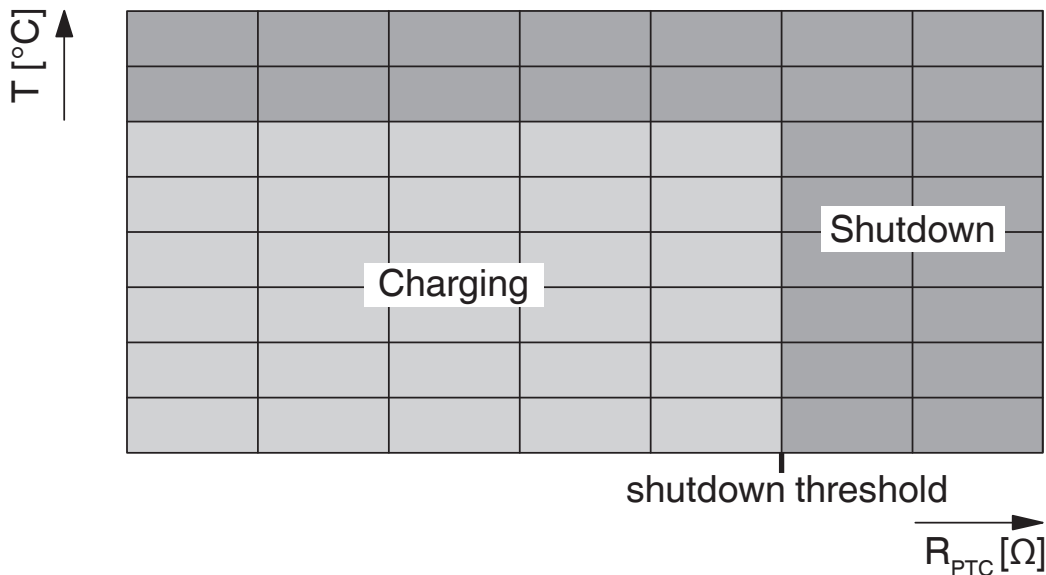 T [°C]
Shutdown
Charging
shutdown threshold
R_PTC [Ω]